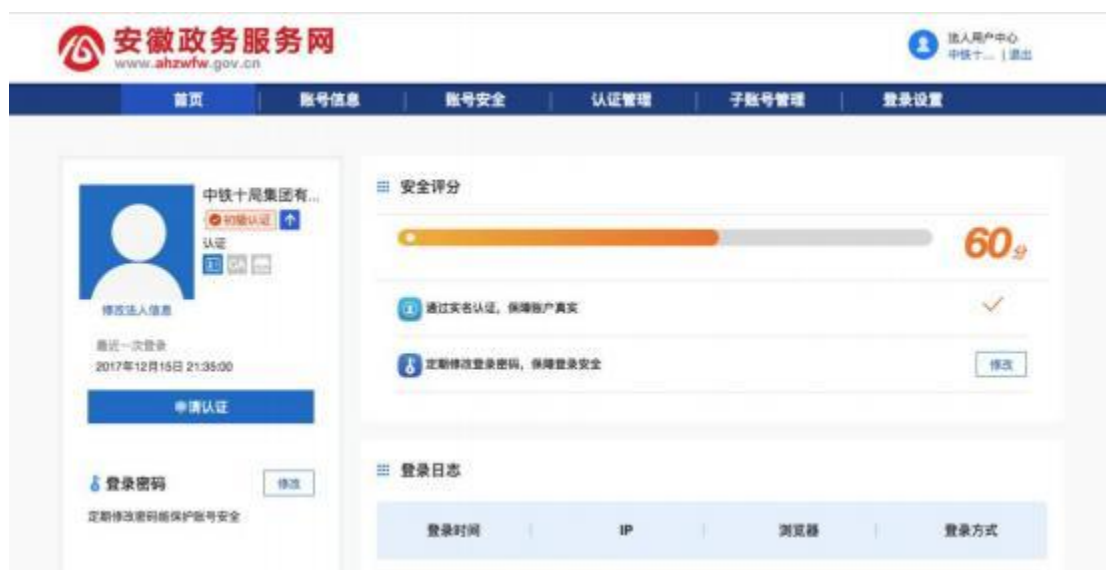 安徽政务服务网
www.ahzwfw.gov.cn
法人用户中心
中铁十... | 退出
首页 账号信息 账号安全 认证管理 子账号管理 登录设置
中铁十局集团有...
初级认证
认证
修改法人信息
最近一次登录
2017年12月15日 21:35:00
申请认证
登录密码 修改
定期修改密码能保护账号安全
安全评分
60分
通过实名认证，保障账户真实
定期修改登录密码，保障登录安全 修改
登录日志
登录时间 IP 浏览器 登录方式